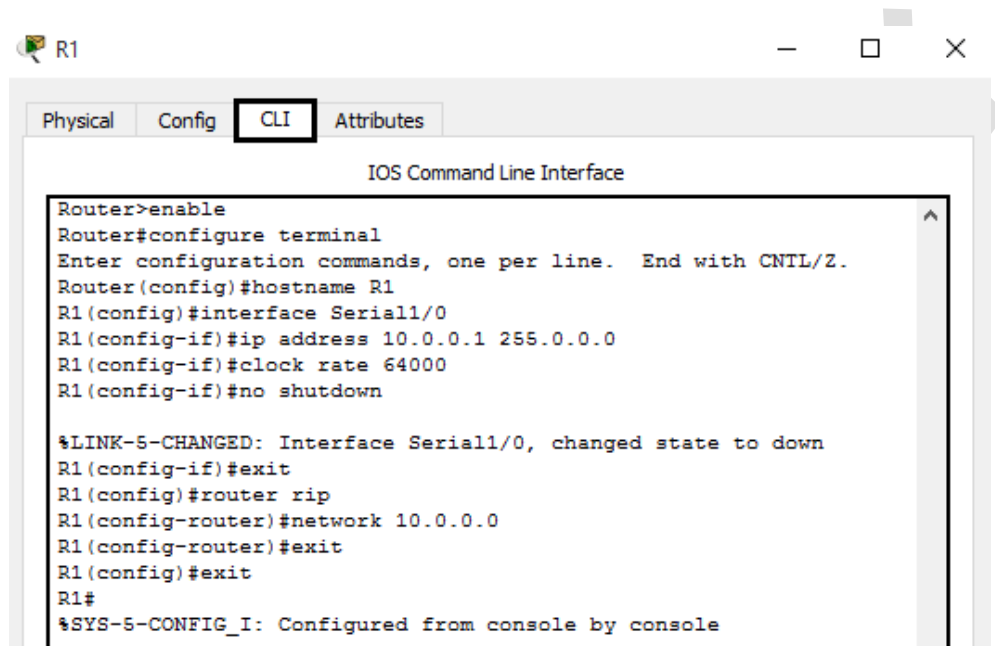 R1
Physical Config CLI Attributes
IOS Command Line Interface
Router>enable
Router#configure terminal
Enter configuration commands, one per line.  End with CNTL/Z.
Router(config)#hostname R1
R1(config)#interface Serial1/0
R1(config-if)#ip address 10.0.0.1 255.0.0.0
R1(config-if)#clock rate 64000
R1(config-if)#no shutdown
%LINK-5-CHANGED: Interface Serial1/0, changed state to down
R1(config-if)#exit
R1(config)#router rip
R1(config-router)#network 10.0.0.0
R1(config-router)#exit
R1(config)#exit
R1#
%SYS-5-CONFIG_I: Configured from console by console